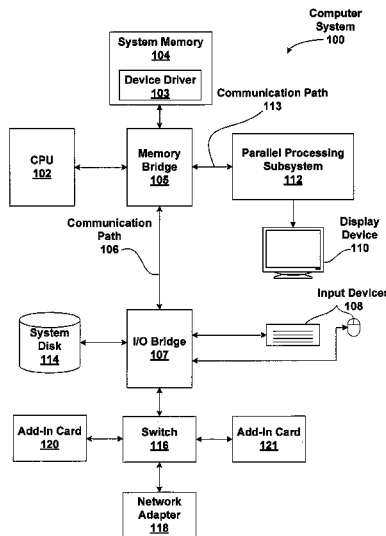 Computer
System
100
System Memory
104
Device Driver
103
Communication Path
113
CPU
102
Memory
Bridge
105
Parallel Processing
Subsystem
112
Communication
Path
106
Display
Device
110
Input Devices
108
System
Disk
114
I/O Bridge
107
Add-In Card
120
Switch
116
Add-In Card
121
Network
Adapter
118